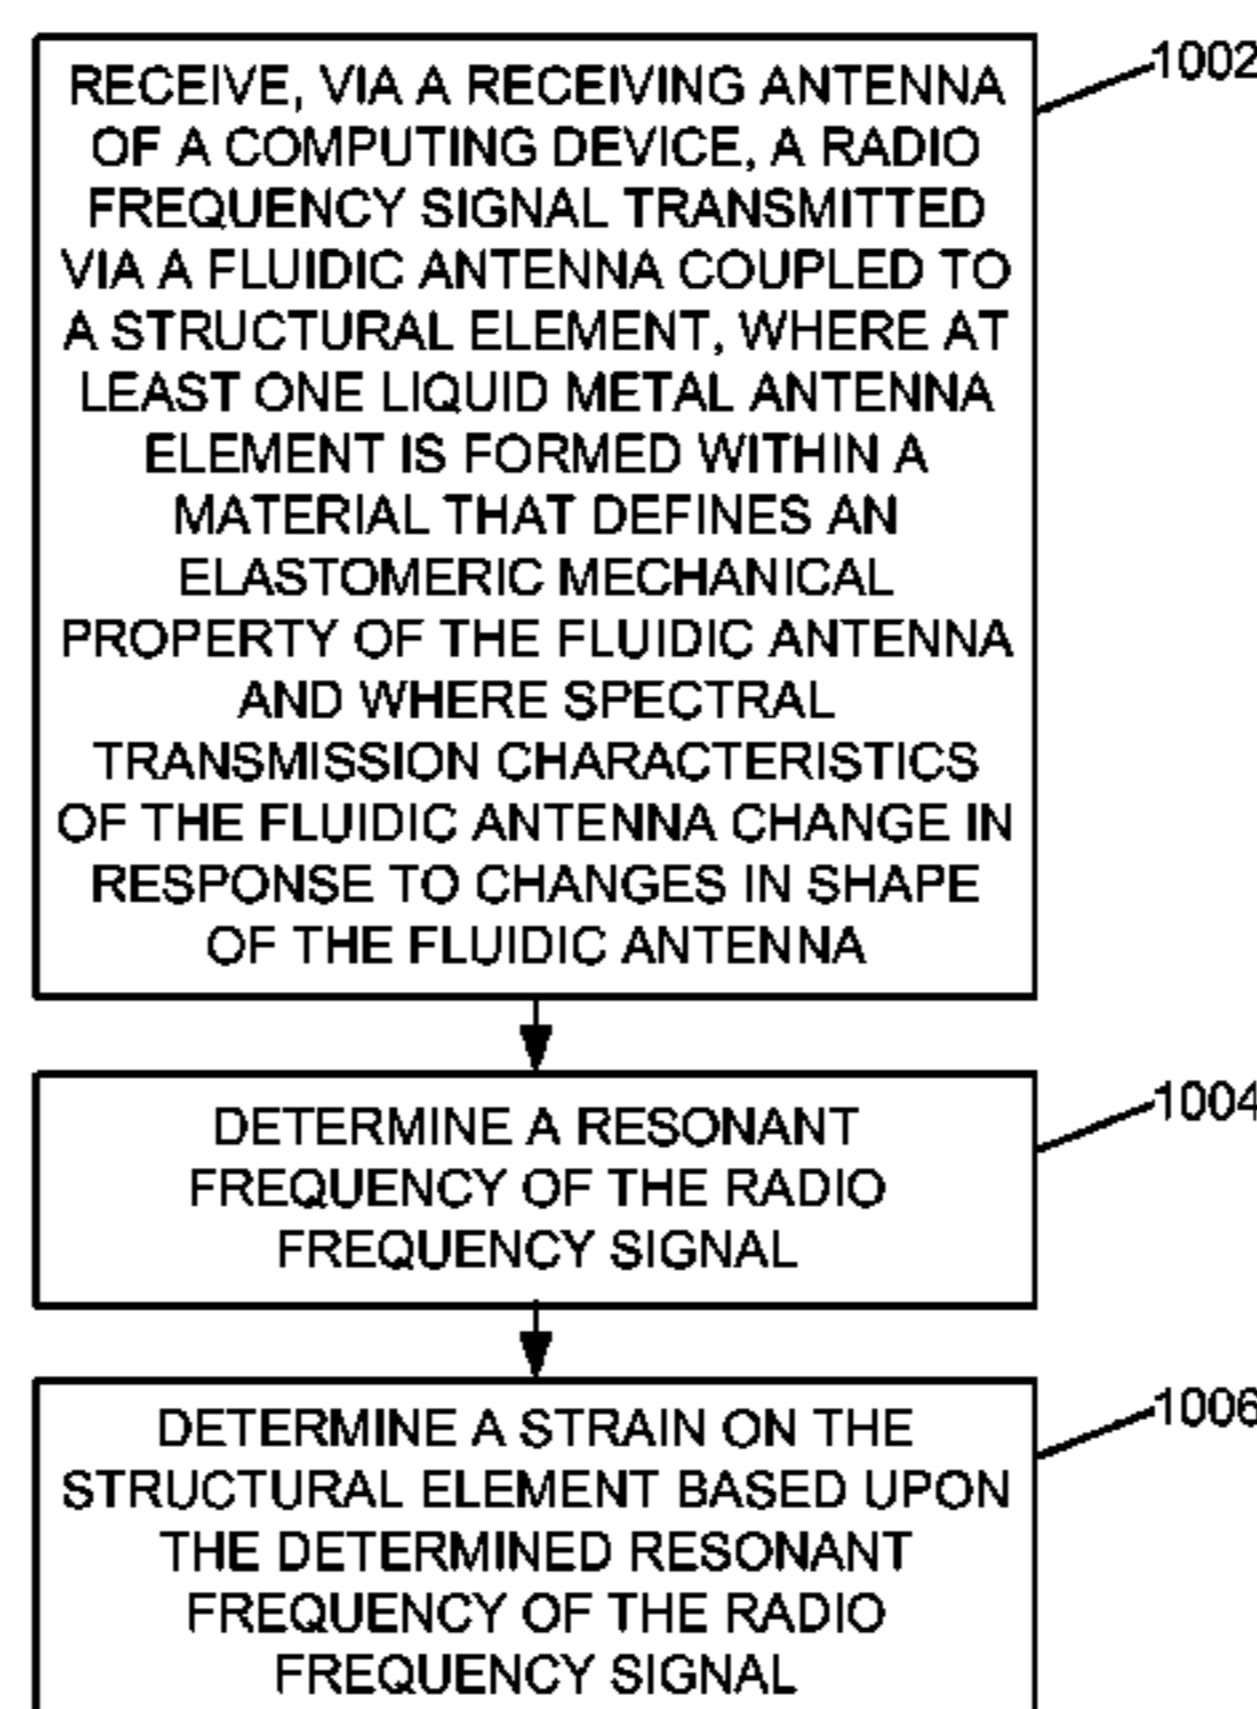 1002
RECEIVE, VIA A RECEIVING ANTENNA
OF A COMPUTING DEVICE, A RADIO
FREQUENCY SIGNAL TRANSMITTED
VIA A FLUIDIC ANTENNA COUPLED TO
A STRUCTURAL ELEMENT, WHERE AT
LEAST ONE LIQUID METAL ANTENNA
ELEMENT IS FORMED WITHIN A
MATERIAL THAT DEFINES AN
ELASTOMERIC MECHANICAL
PROPERTY OF THE FLUIDIC ANTENNA
AND WHERE SPECTRAL
TRANSMISSION CHARACTERISTICS
OF THE FLUIDIC ANTENNA CHANGE IN
RESPONSE TO CHANGES IN SHAPE
OF THE FLUIDIC ANTENNA
1004
DETERMINE A RESONANT
FREQUENCY OF THE RADIO
FREQUENCY SIGNAL
1006
DETERMINE A STRAIN ON THE
STRUCTURAL ELEMENT BASED UPON
THE DETERMINED RESONANT
FREQUENCY OF THE RADIO
FREQUENCY SIGNAL